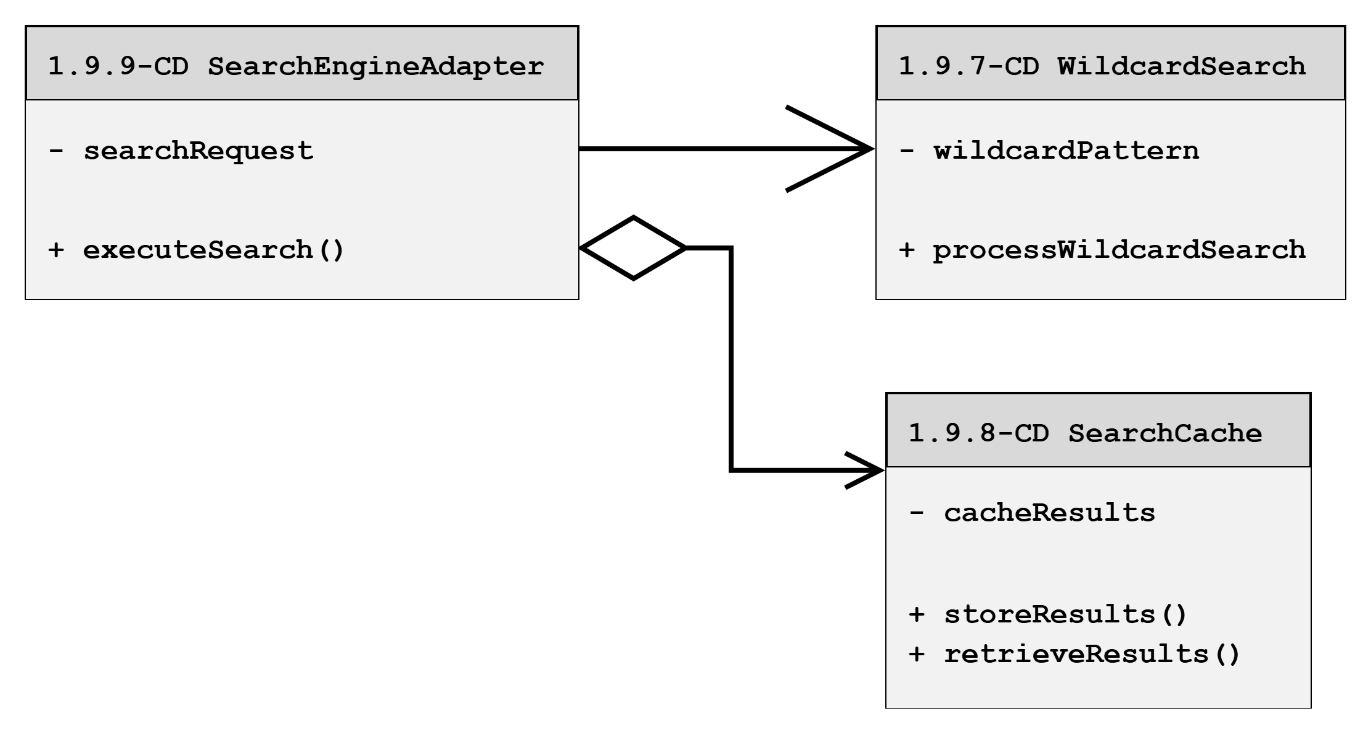 1.9.9-CD SearchEngineAdapter
- searchRequest
+ executeSearch()
1.9.7-CD WildcardSearch
- wildcardPattern
+ processWildcardSearch
1.9.8-CD SearchCache
- cacheResults
+ storeResults()
+ retrieveResults()